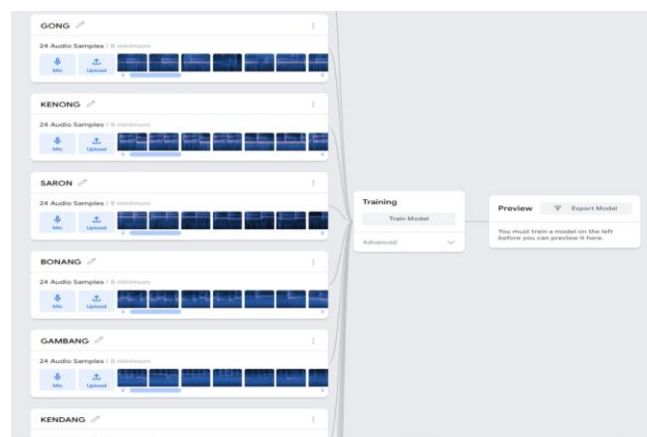 GONG
24 Audio Samples / 8 minimum
Mic Upload
KENONG
24 Audio Samples / 8 minimum
Mic Upload
SARON
24 Audio Samples / 8 minimum
Mic Upload
BONANG
24 Audio Samples / 8 minimum
Mic Upload
GAMBANG
24 Audio Samples / 8 minimum
Mic Upload
KENDANG
Training
Train Model
Advanced
Preview Export Model
You must train a model on the left
before you can preview it here.